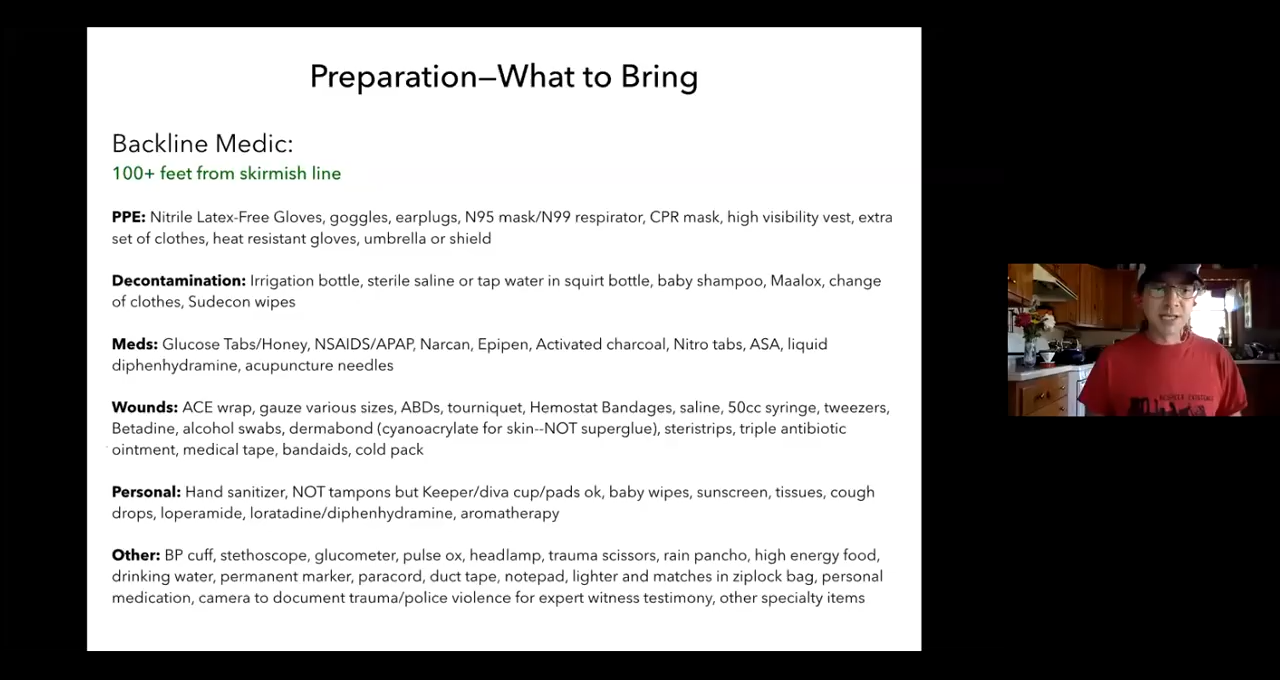 Preparation—What to Bring
Backline Medic:
100+ feet from skirmish line
PPE: Nitrile Latex-Free Gloves, goggles, earplugs, N95 mask/N99 respirator, CPR mask, high visibility vest, extra
set of clothes, heat resistant gloves, umbrella or shield
Decontamination: Irrigation bottle, sterile saline or tap water in squirt bottle, baby shampoo, Maalox, change
of clothes, Sudecon wipes
Meds: Glucose Tabs/Honey, NSAIDS/APAP, Narcan, Epipen, Activated charcoal, Nitro tabs, ASA, liquid
diphenhydramine, acupuncture needles
Wounds: ACE wrap, gauze various sizes, ABDs, tourniquet, Hemostat Bandages, saline, 50cc syringe, tweezers,
Betadine, alcohol swabs, dermabond (cyanoacrylate for skin--NOT superglue), steristrips, triple antibiotic
ointment, medical tape, bandaids, cold pack
Personal: Hand sanitizer, NOT tampons but Keeper/diva cup/pads ok, baby wipes, sunscreen, tissues, cough
drops, loperamide, loratadine/diphenhydramine, aromatherapy
Other: BP cuff, stethoscope, glucometer, pulse ox, headlamp, trauma scissors, rain pancho, high energy food,
drinking water, permanent marker, paracord, duct tape, notepad, lighter and matches in ziplock bag, personal
medication, camera to document trauma/police violence for expert witness testimony, other specialty items